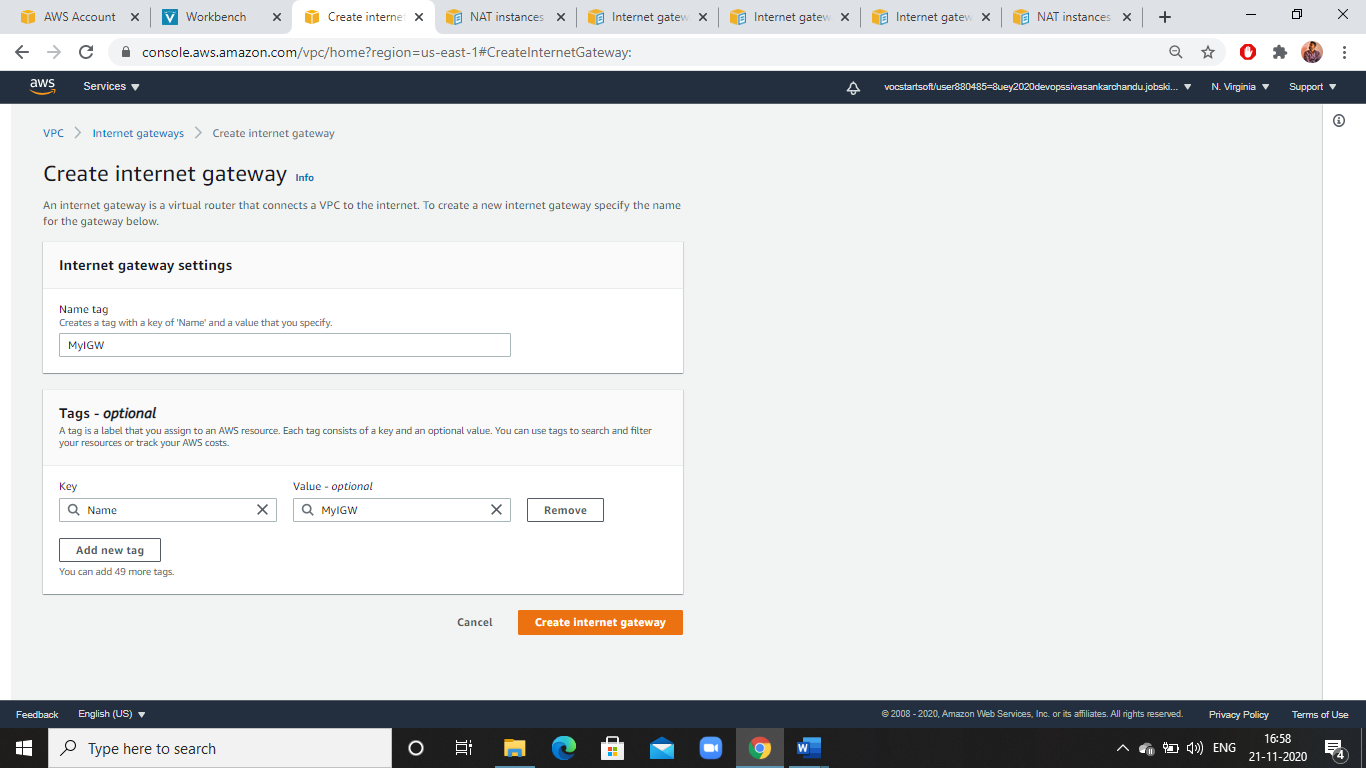 AWS Account
Workbench
Create interne
NAT instances
Internet gatew
Internet gatew
Internet gatew
NAT instances
console.aws.amazon.com/vpc/home?region=us-east-1#CreateInternetGateway:
aws
Services
vocstartsoft/user880485=8uey2020devopssivasankarchandu.jobski...
N. Virginia
Support
VPC
Internet gateways
Create internet gateway
Create internet gateway Info
An internet gateway is a virtual router that connects a VPC to the internet. To create a new internet gateway specify the name
for the gateway below.
Internet gateway settings
Name tag
Creates a tag with a key of 'Name' and a value that you specify.
MyIGW
Tags - optional
A tag is a label that you assign to an AWS resource. Each tag consists of a key and an optional value. You can use tags to search and filter
your resources or track your AWS costs.
Key
Value - optional
Name
MyIGW
Remove
Add new tag
You can add 49 more tags.
Cancel
Create internet gateway
Feedback
English (US)
© 2008 - 2020, Amazon Web Services, Inc. or its affiliates. All rights reserved.
Privacy Policy
Terms of Use
Type here to search
ENG
16:58
21-11-2020
4